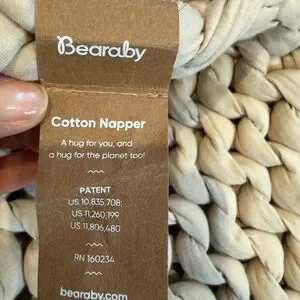 Bearaby
Cotton Napper
A hug for you, and
a hug for the planet too!
PATENT
US 10,835,708;
US 11,260,199
US 11,806,480
RN 160234
bearaby.com